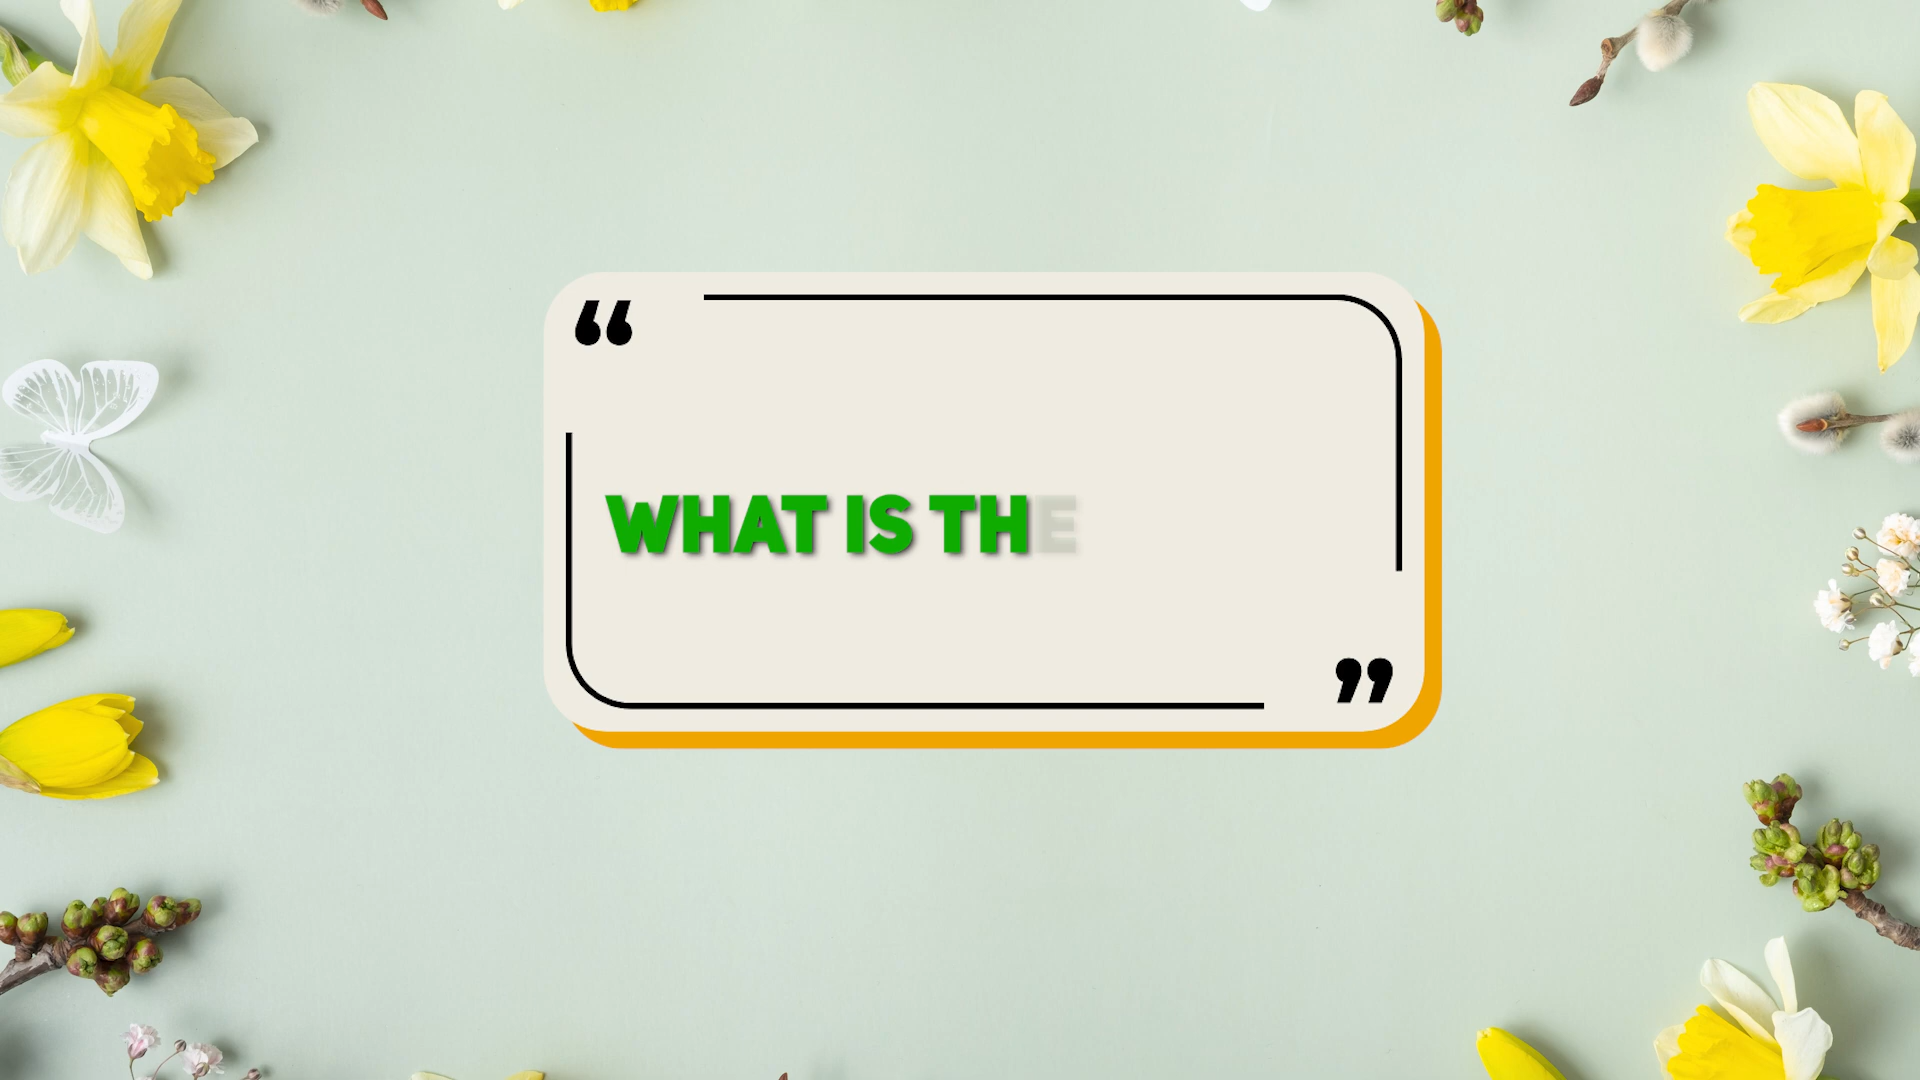 “
WHAT IS THE
”